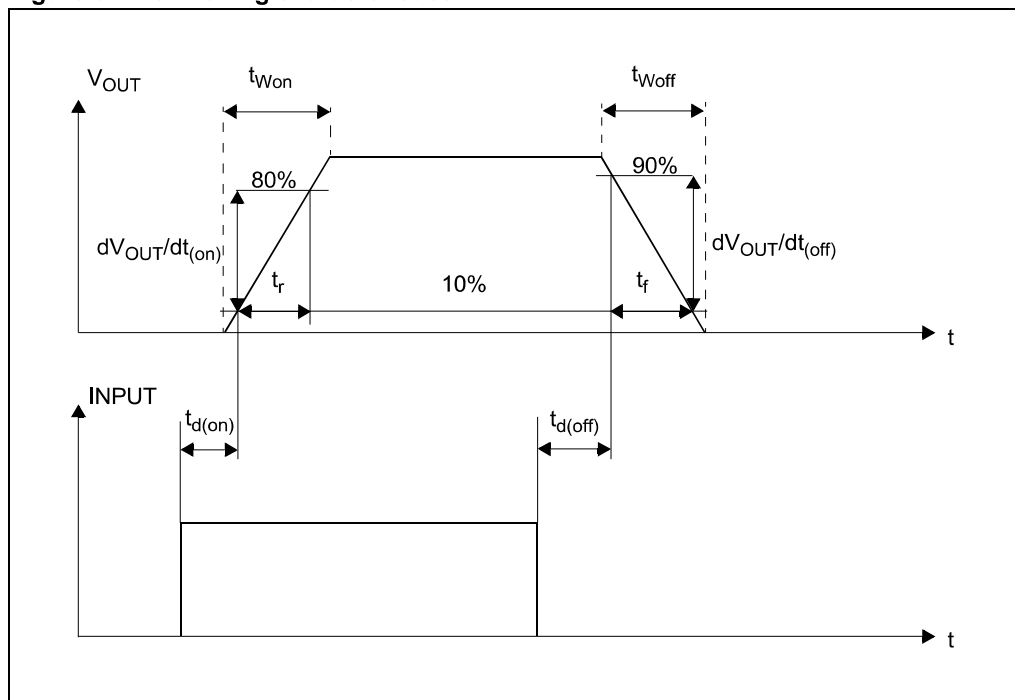 V_OUT
t_Won
t_Woff
80%
90%
dV_OUT/dt_(on)
dV_OUT/dt_(off)
t_r
10%
t_f
t
INPUT
t_d(on)
t_d(off)
t